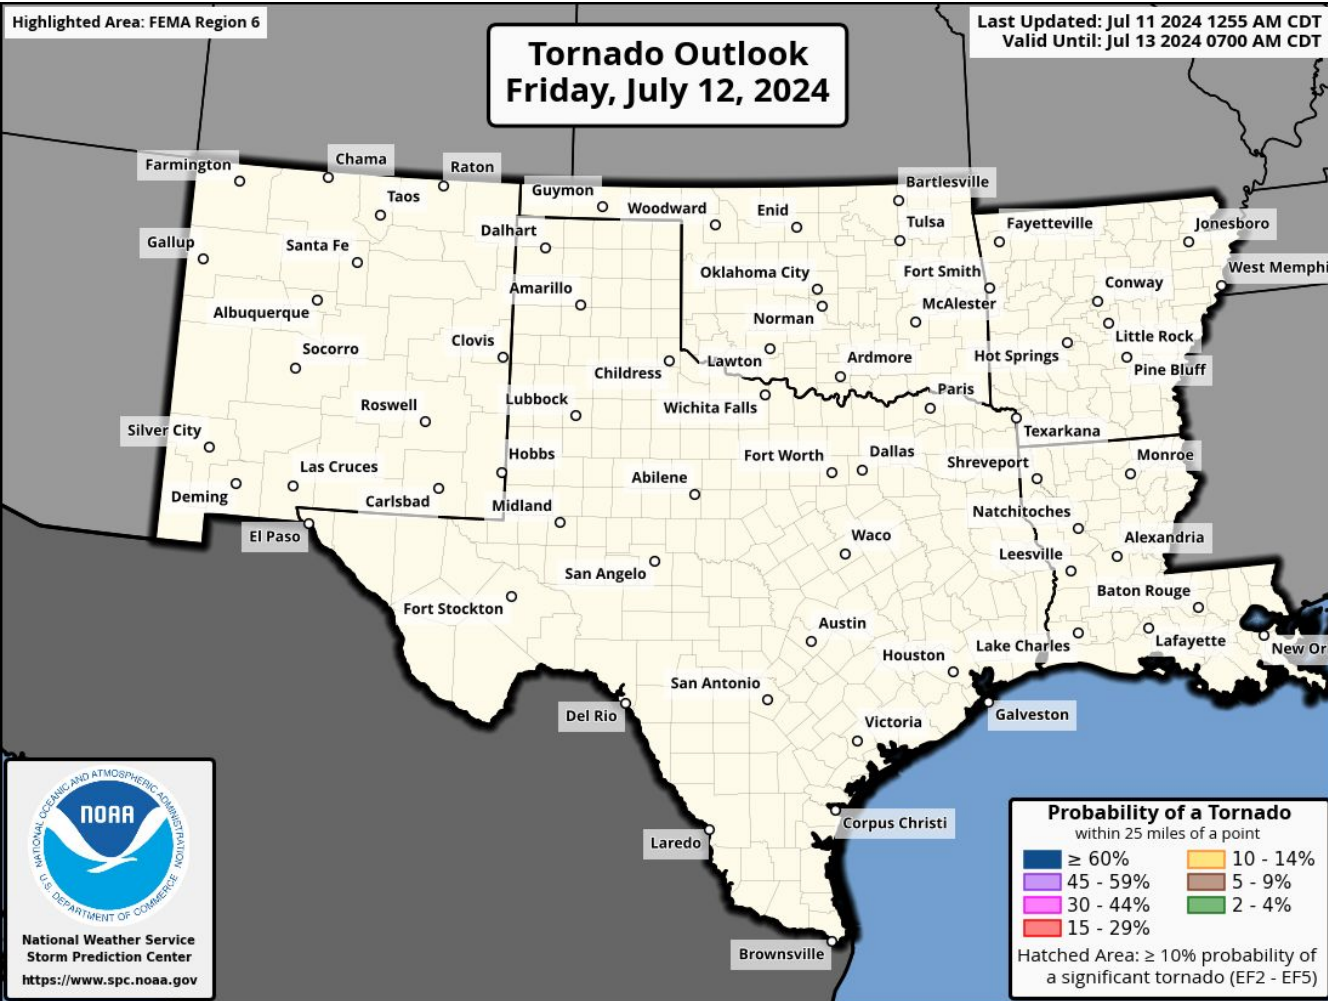 Highlighted Area: FEMA Region 6
Last Updated: Jul 11 2024 1255 AM CDT
Valid Until: Jul 13 2024 0700 AM CDT
Tornado Outlook
Friday, July 12, 2024
Farmington
Chama
Raton
Taos
Guymon
Woodward
Enid
Bartlesville
Tulsa
Fayetteville
Jonesboro
Gallup
Santa Fe
Dalhart
Oklahoma City
Fort Smith
West Memphi
Albuquerque
Amarillo
Norman
McAlester
Conway
Socorro
Clovis
Childress
Lawton
Ardmore
Hot Springs
Little Rock
Pine Bluff
Roswell
Lubbock
Wichita Falls
Paris
Texarkana
Silver City
Las Cruces
Hobbs
Abilene
Fort Worth
Dallas
Shreveport
Monroe
Deming
Carlsbad
Midland
Natchitoches
El Paso
San Angelo
Waco
Leesville
Alexandria
Fort Stockton
Austin
Baton Rouge
Houston
Lake Charles
Lafayette
New Or
San Antonio
Del Rio
Victoria
Galveston
Laredo
Corpus Christi
Brownsville
NATIONAL OCEANIC AND ATMOSPHERIC ADMINISTRATION
NOAA
U.S. DEPARTMENT OF COMMERCE
National Weather Service
Storm Prediction Center
https://www.spc.noaa.gov
Probability of a Tornado
within 25 miles of a point
≥ 60%
10 - 14%
45 - 59%
5 - 9%
30 - 44%
2 - 4%
15 - 29%
Hatched Area: ≥ 10% probability of
a significant tornado (EF2 - EF5)